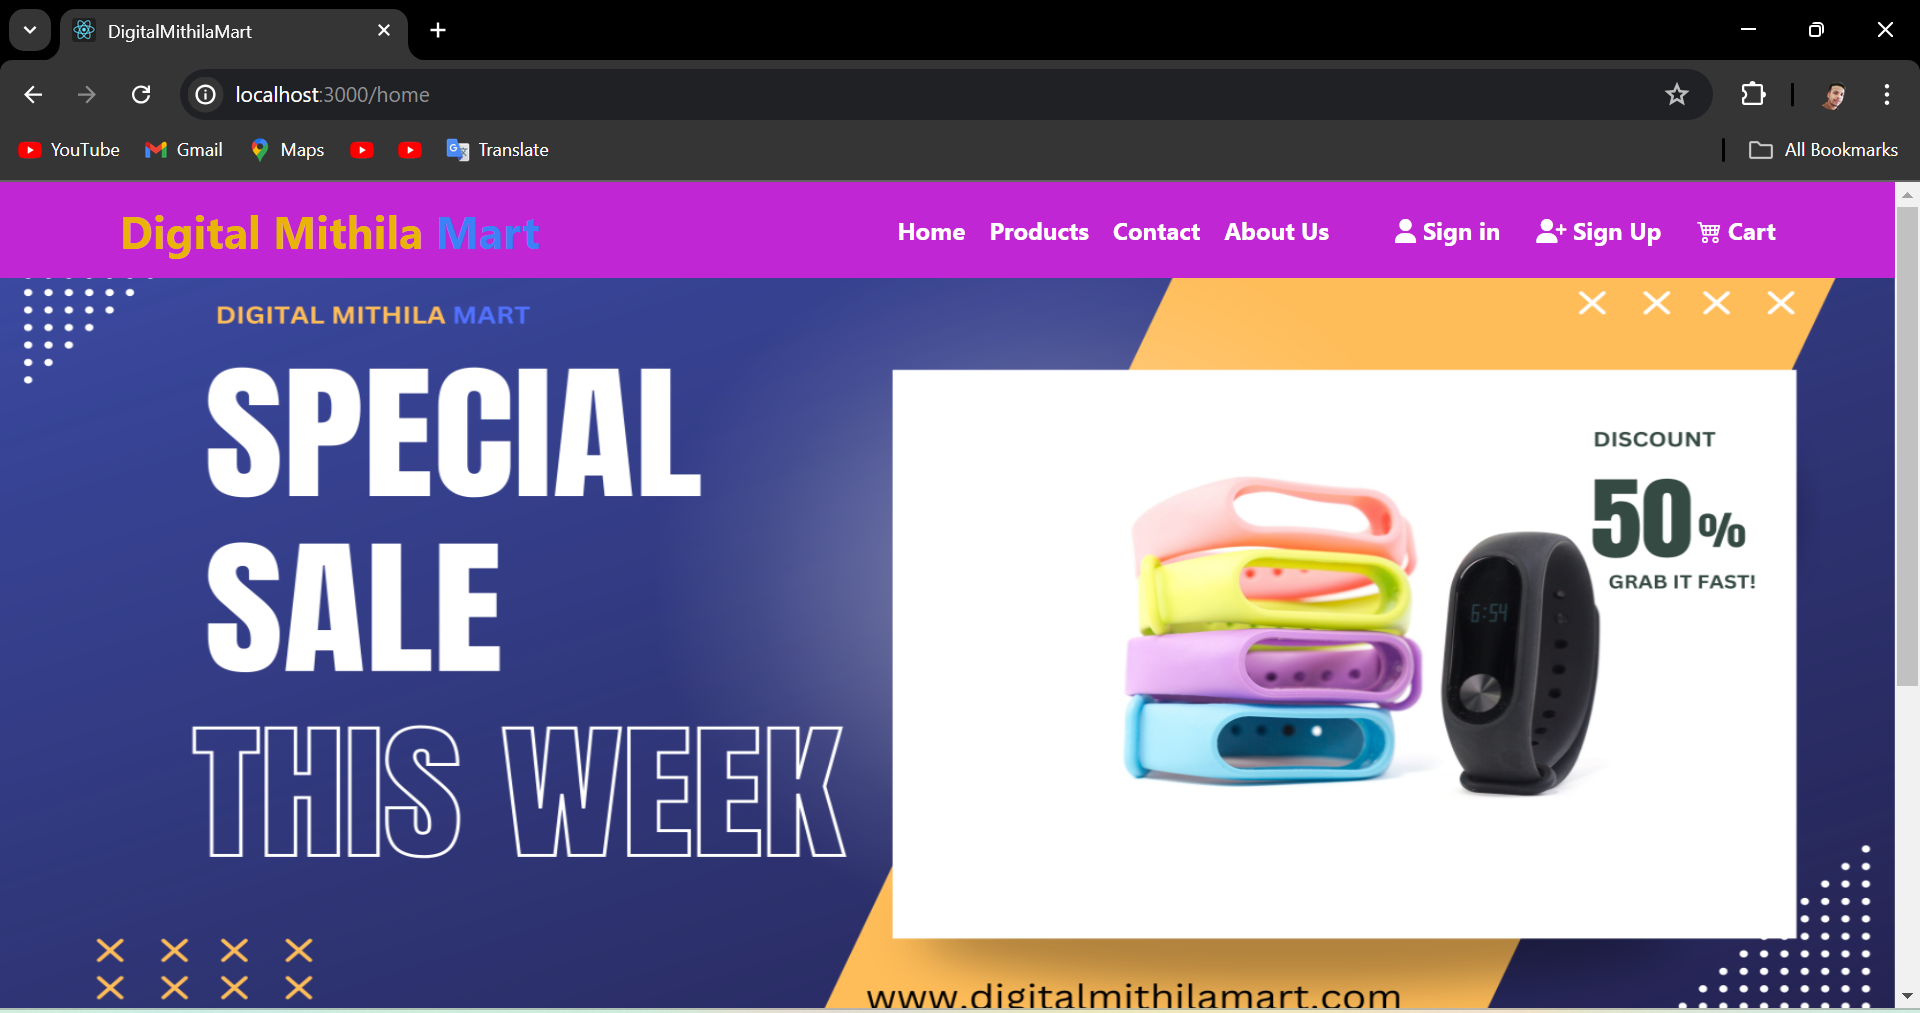 DigitalMithilaMart
localhost:3000/home
YouTube Gmail Maps Translate All Bookmarks
Digital Mithila Mart Home Products Contact About Us Sign in Sign Up Cart
DIGITAL MITHILA MART
SPECIAL
SALE
THIS WEEK
DISCOUNT
50%
GRAB IT FAST!
6:54
www.digitalmithilamart.com